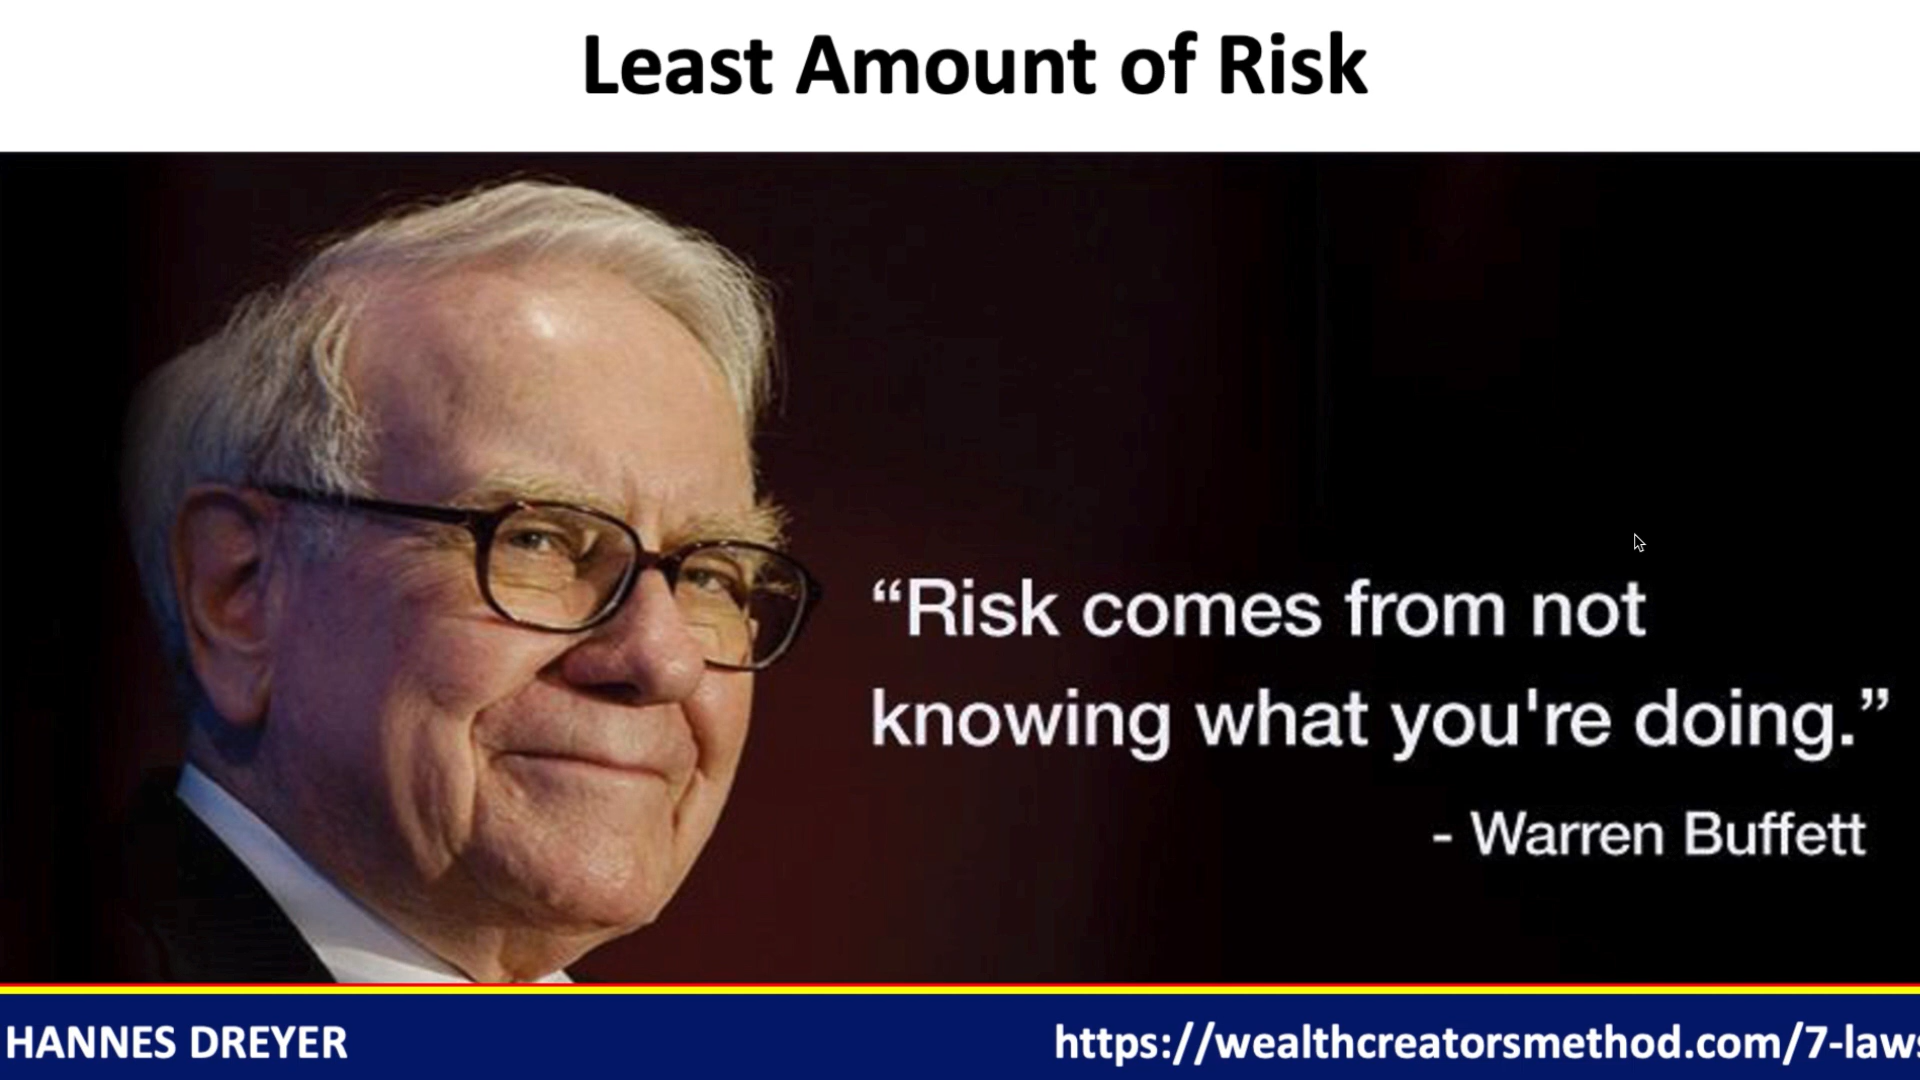 Least Amount of Risk
“Risk comes from not
knowing what you're doing.”
- Warren Buffett
HANNES DREYER
https://wealthcreatorsmethod.com/7-laws